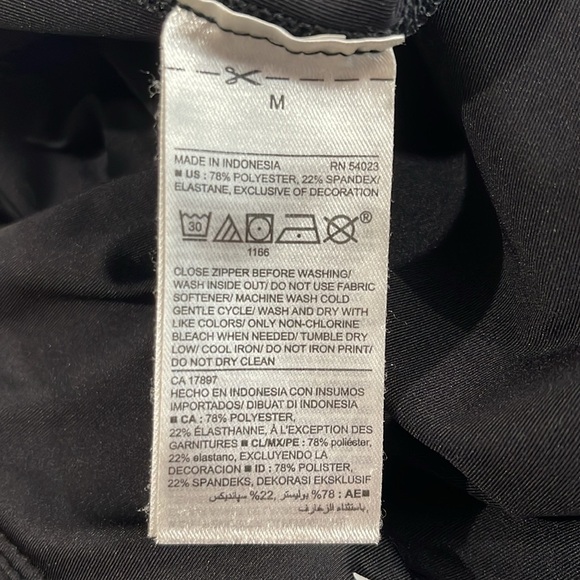 M
MADE IN INDONESIA RN 54023
■ US : 78% POLYESTER, 22% SPANDEX/
ELASTANE, EXCLUSIVE OF DECORATION
30 ®
1166
CLOSE ZIPPER BEFORE WASHING/
WASH INSIDE OUT/ DO NOT USE FABRIC
SOFTENER/ MACHINE WASH COLD
GENTLE CYCLE/ WASH AND DRY WITH
LIKE COLORS/ ONLY NON-CHLORINE
BLEACH WHEN NEEDED/ TUMBLE DRY
LOW/ COOL IRON/ DO NOT IRON PRINT/
DO NOT DRY CLEAN
CA 17897
HECHO EN INDONESIA CON INSUMOS
IMPORTADOS/ DIBUAT DI INDONESIA
■ CA : 78% POLYESTER,
22% ÉLASTHANNE, À L'EXCEPTION DES
GARNITURES ■ CL/MX/PE : 78% poliéster,
22% elastano, EXCLUYENDO LA
DECORACION ■ ID : 78% POLISTER,
22% SPANDEKS, DEKORASI EKSKLUSIF
■AE : 78% بوليستر, 22% سبانديكس
باستثناء الزخارف,